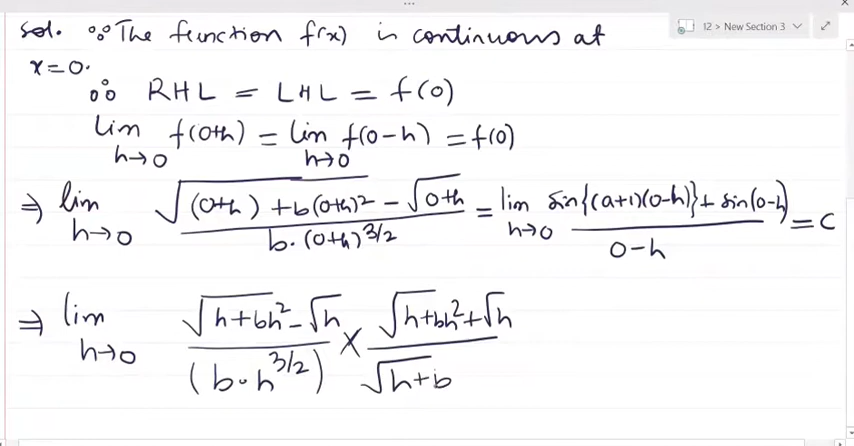 12 > New Section 3
Sol. ∵ The function f(x) is continuous at
x=0.
∴ RHL = LHL = f(0)
lim h→0 f(0+h) = lim h→0 f(0-h) = f(0)
⇒ lim h→0 (√((0+h)+b(0+h)²) - √(0+h)) / (b·(0+h)^(3/2)) = lim h→0 (sin{(a+1)(0-h)}+ sin(0-h)) / (0-h) = C
⇒ lim h→0 (√(h+bh²) - √h) / (b·h^(3/2)) × (√(h+bh²)+√h) / (√h+b